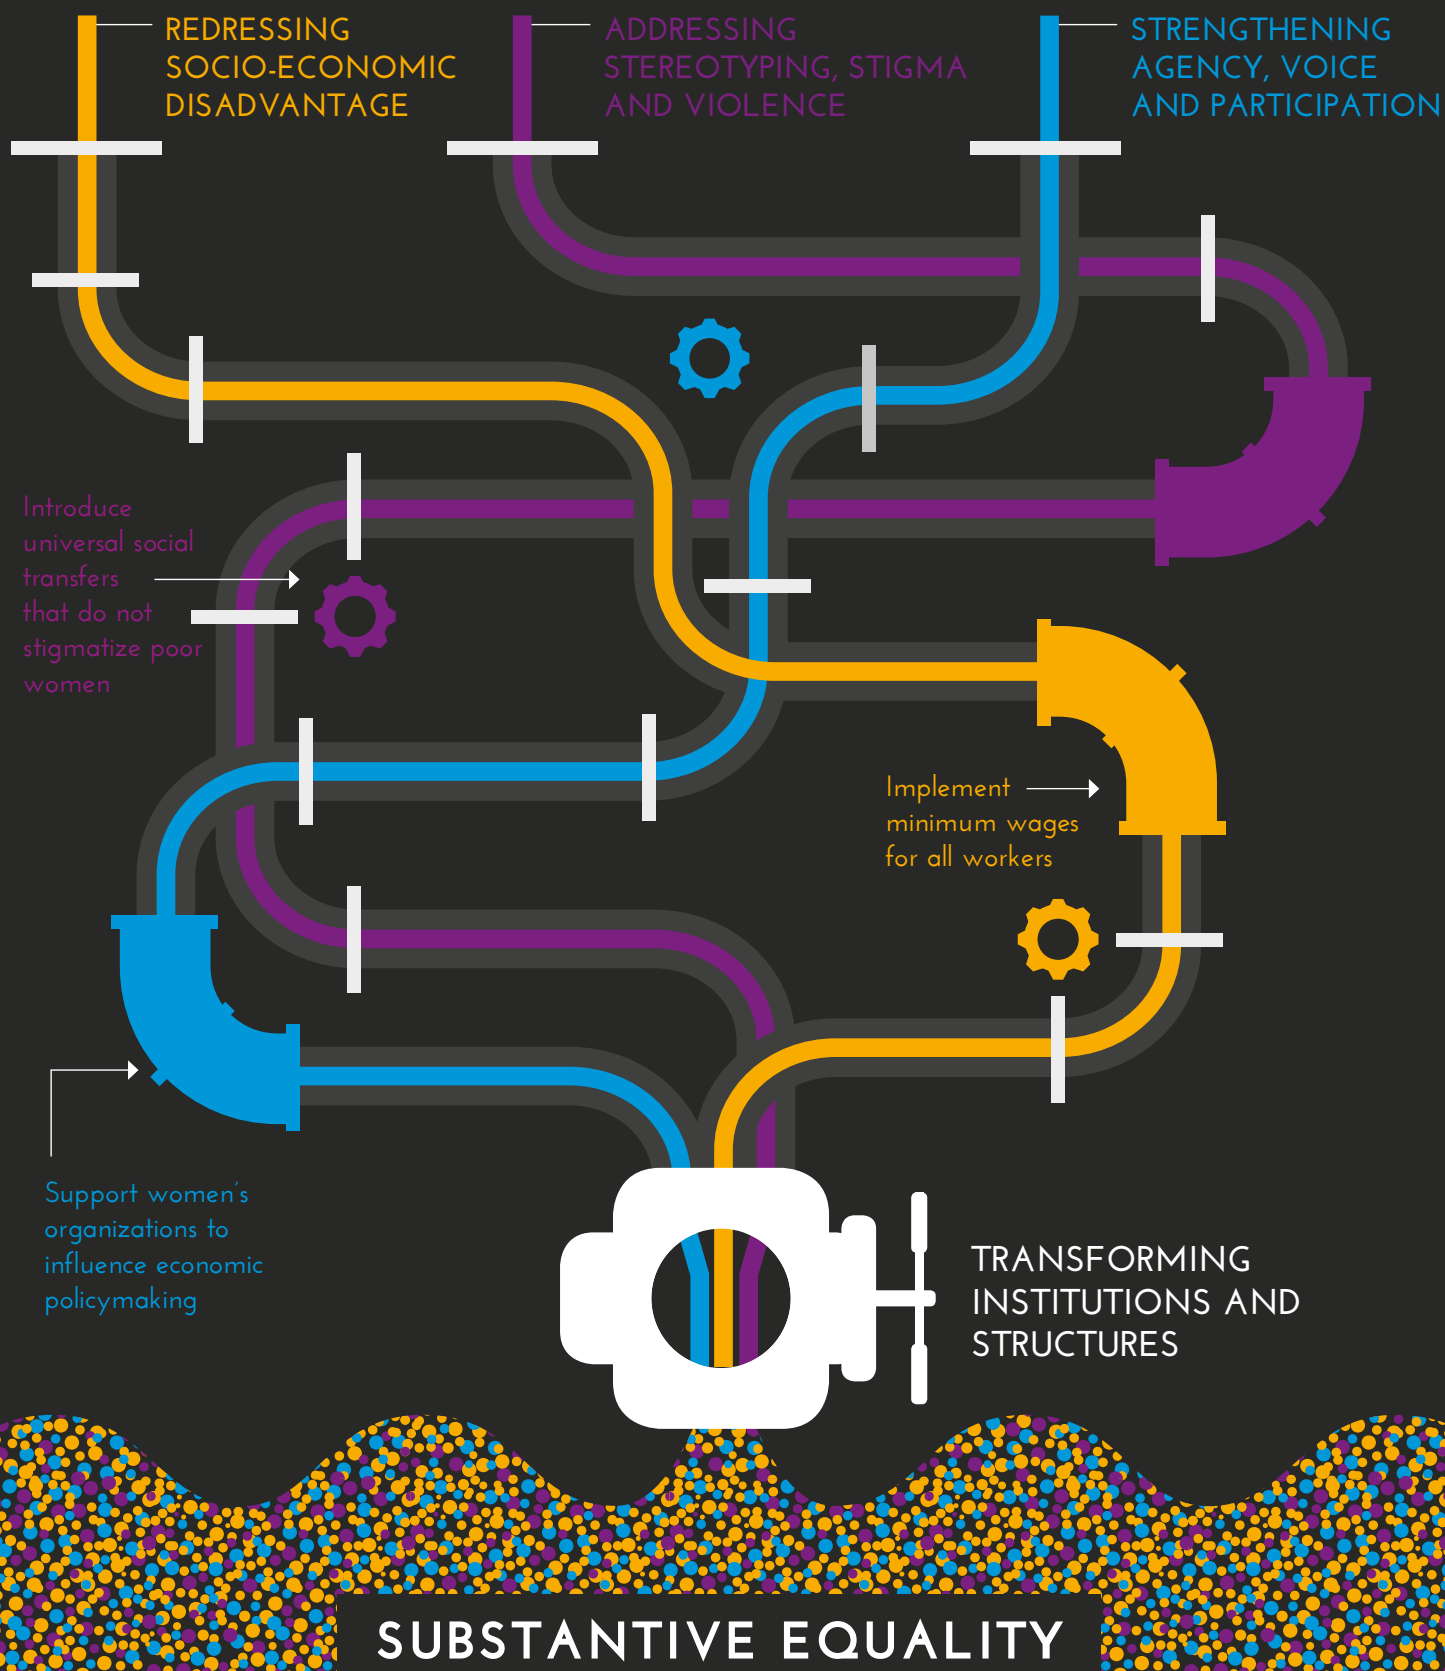 REDRESSING
SOCIO-ECONOMIC
DISADVANTAGE
ADDRESSING
STEREOTYPING, STIGMA
AND VIOLENCE
STRENGTHENING
AGENCY, VOICE
AND PARTICIPATION
Introduce
universal social
transfers
that do not
stigmatize poor
women
Implement
minimum wages
for all workers
Support women's
organizations to
influence economic
policymaking
TRANSFORMING
INSTITUTIONS AND
STRUCTURES
SUBSTANTIVE EQUALITY